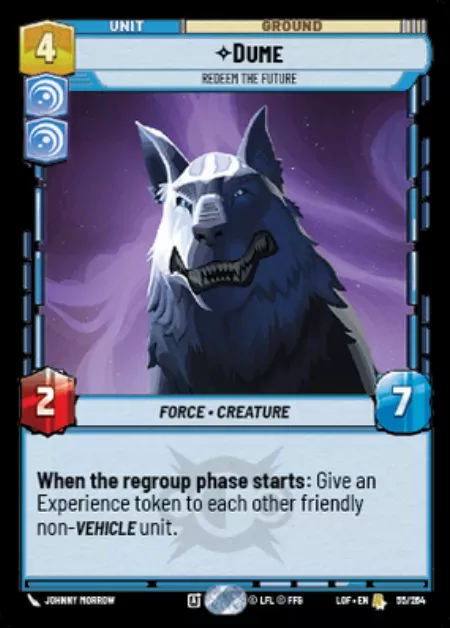 UNIT
GROUND
4
DUME
REDEEM THE FUTURE
2
FORCE • CREATURE
7
When the regroup phase starts: Give an
Experience token to each other friendly
non-VEHICLE unit.
JOHNNY MORROW
© LFL © FFG
LOF • EN
55/264